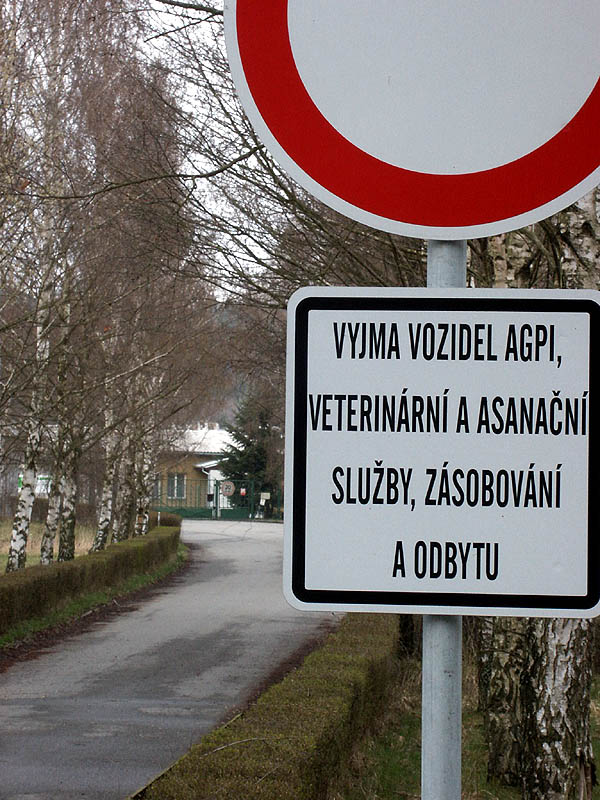 VYJMA VOZIDEL AGPI,
VETERINÁRNÍ A ASANAČNÍ
SLUŽBY, ZÁSOBOVÁNÍ
A ODBYTU